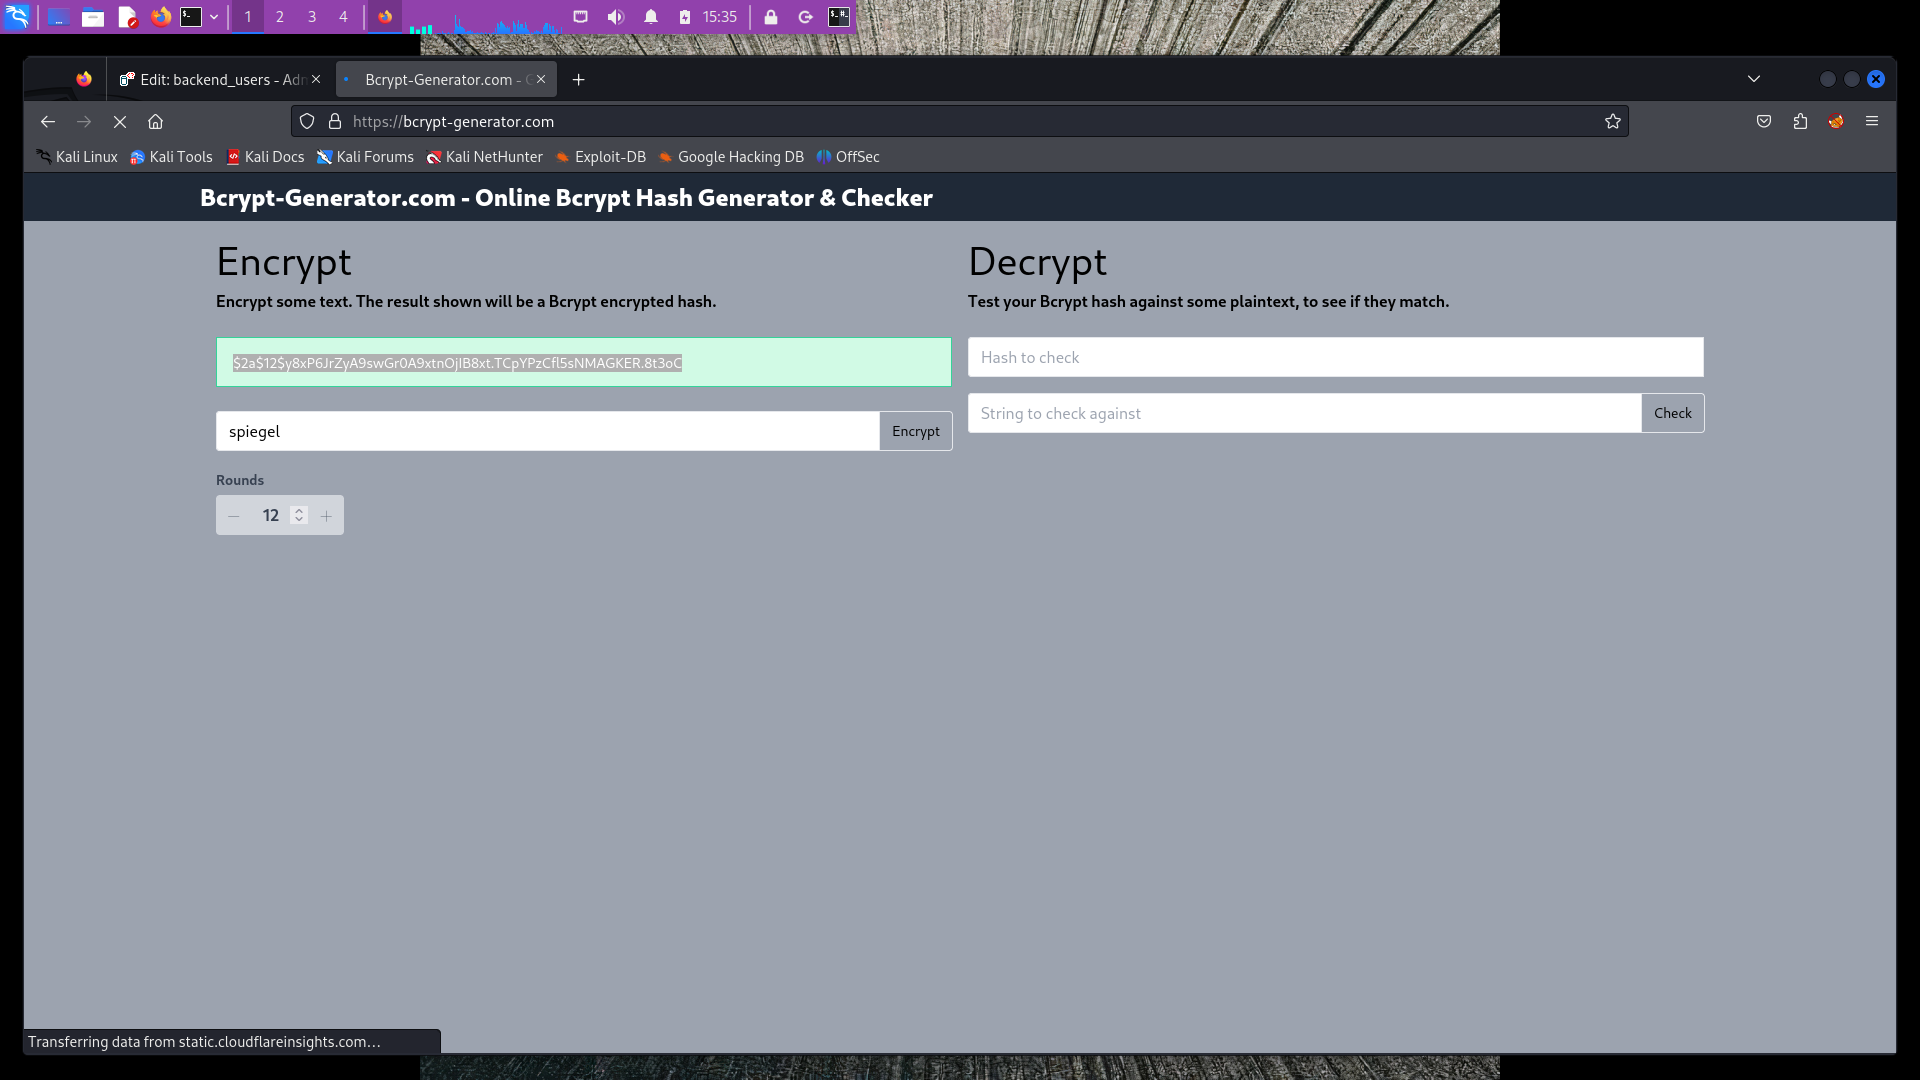 1 2 3 4 15:35
Edit: backend_users - Adm
Bcrypt-Generator.com - G
https://bcrypt-generator.com
Kali Linux Kali Tools Kali Docs Kali Forums Kali NetHunter Exploit-DB Google Hacking DB OffSec
Bcrypt-Generator.com - Online Bcrypt Hash Generator & Checker
Encrypt
Encrypt some text. The result shown will be a Bcrypt encrypted hash.
$2a$12$y8xP6JrZyA9swGr0A9xtnOjIB8xt.TCpYPzCfl5sNMAGKER.8t3oC
spiegel Encrypt
Rounds
12
Decrypt
Test your Bcrypt hash against some plaintext, to see if they match.
Hash to check
String to check against Check
Transferring data from static.cloudflareinsights.com...